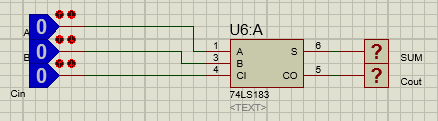 U6:A
A 0
B 0
0
Cin
1 A S 6 ? SUM
3 B
4 CI CO 5 ? Cout
74LS183
<TEXT>